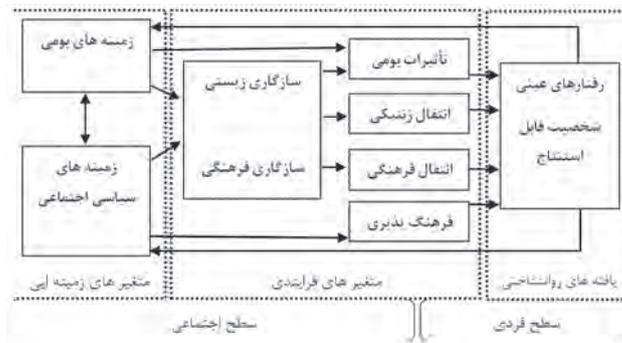 زمینه های بومی
تأثیرات بومی
سازگاری زیستی
رفتارهای عینی
شخصیت قابل
استنتاج
انتقال ژنتیکی
زمینه های
سیاسی اجتماعی
سازگاری فرهنگی
انتقال فرهنگی
فرهنگ پذیری
متغیر های زمینه ایی
متغیر های فرایندی
یافته های روانشناختی
سطح اجتماعی
سطح فردی